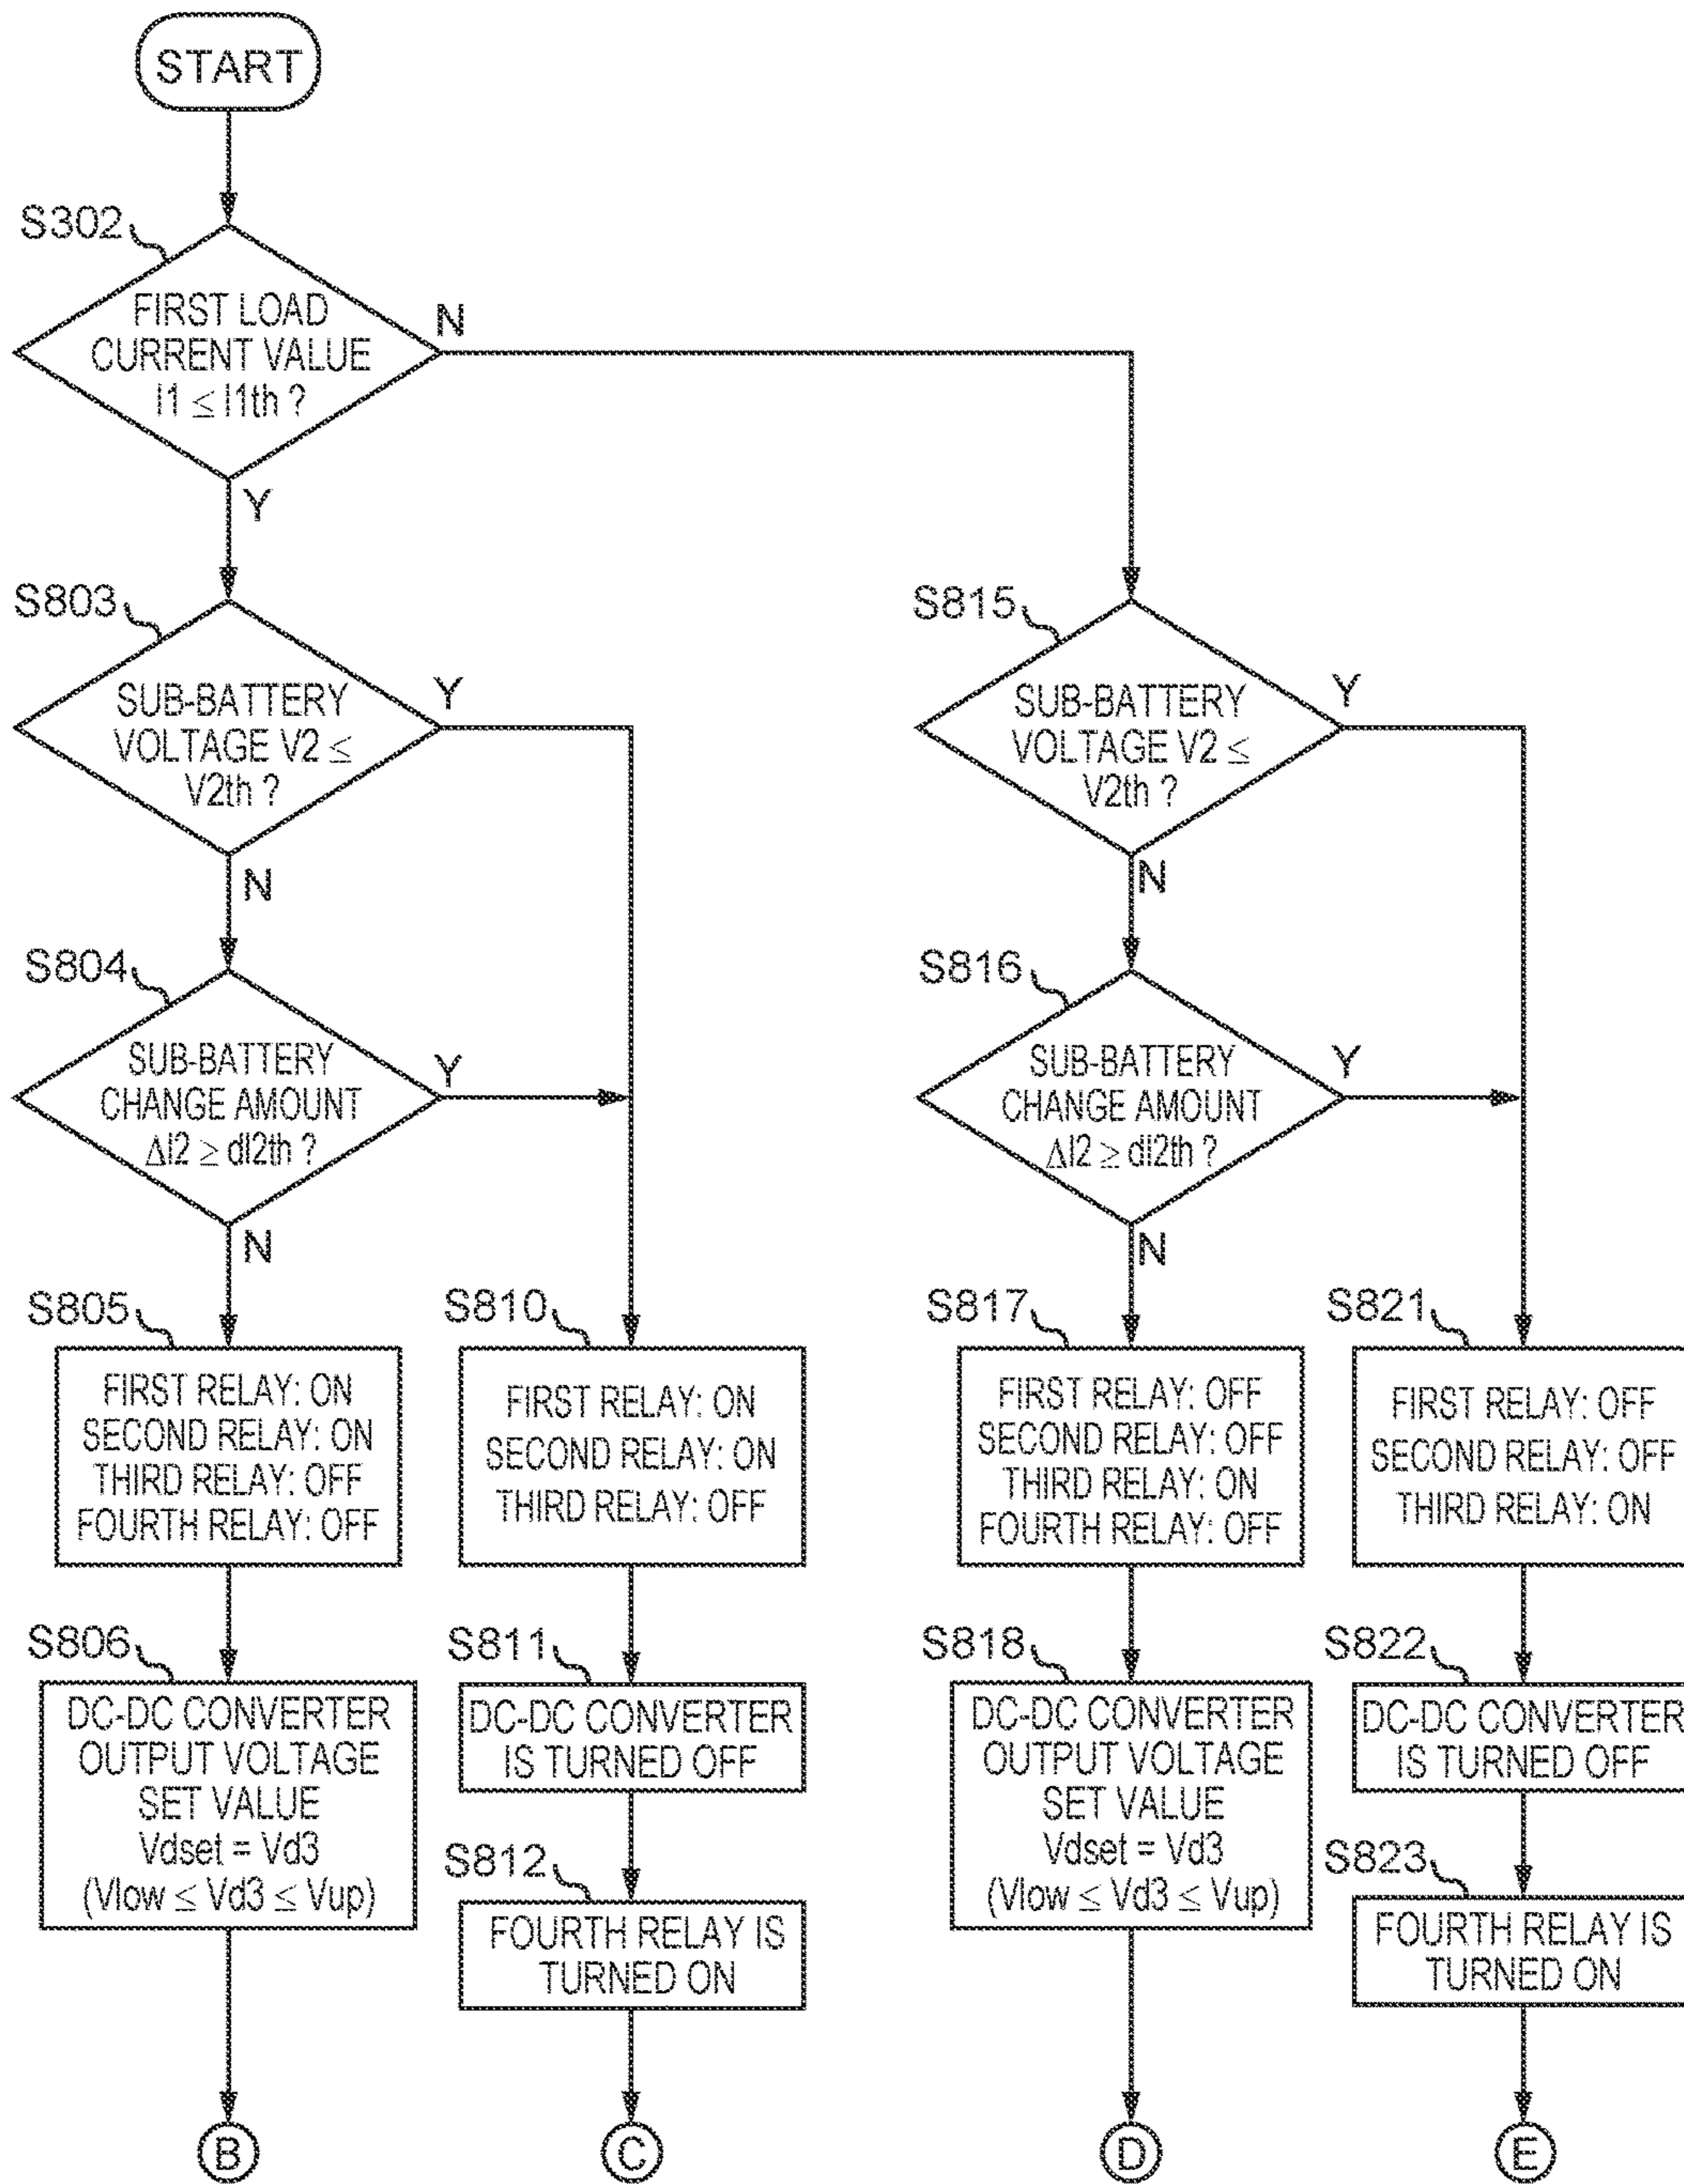 START
S302
FIRST LOAD
CURRENT VALUE
I1 ≤ I1th ?
N
Y
S803
SUB-BATTERY
VOLTAGE V2 ≤
V2th ?
Y
N
S815
SUB-BATTERY
VOLTAGE V2 ≤
V2th ?
Y
N
S804
SUB-BATTERY
CHANGE AMOUNT
ΔI2 ≥ dI2th ?
Y
N
S816
SUB-BATTERY
CHANGE AMOUNT
ΔI2 ≥ dI2th ?
Y
N
S805
FIRST RELAY: ON
SECOND RELAY: ON
THIRD RELAY: OFF
FOURTH RELAY: OFF
S810
FIRST RELAY: ON
SECOND RELAY: ON
THIRD RELAY: OFF
S817
FIRST RELAY: OFF
SECOND RELAY: OFF
THIRD RELAY: ON
FOURTH RELAY: OFF
S821
FIRST RELAY: OFF
SECOND RELAY: OFF
THIRD RELAY: ON
S806
DC-DC CONVERTER
OUTPUT VOLTAGE
SET VALUE
Vdset = Vd3
(Vlow ≤ Vd3 ≤ Vup)
S811
DC-DC CONVERTER
IS TURNED OFF
S812
FOURTH RELAY IS
TURNED ON
S818
DC-DC CONVERTER
OUTPUT VOLTAGE
SET VALUE
Vdset = Vd3
(Vlow ≤ Vd3 ≤ Vup)
S822
DC-DC CONVERTER
IS TURNED OFF
S823
FOURTH RELAY IS
TURNED ON
B
C
D
E